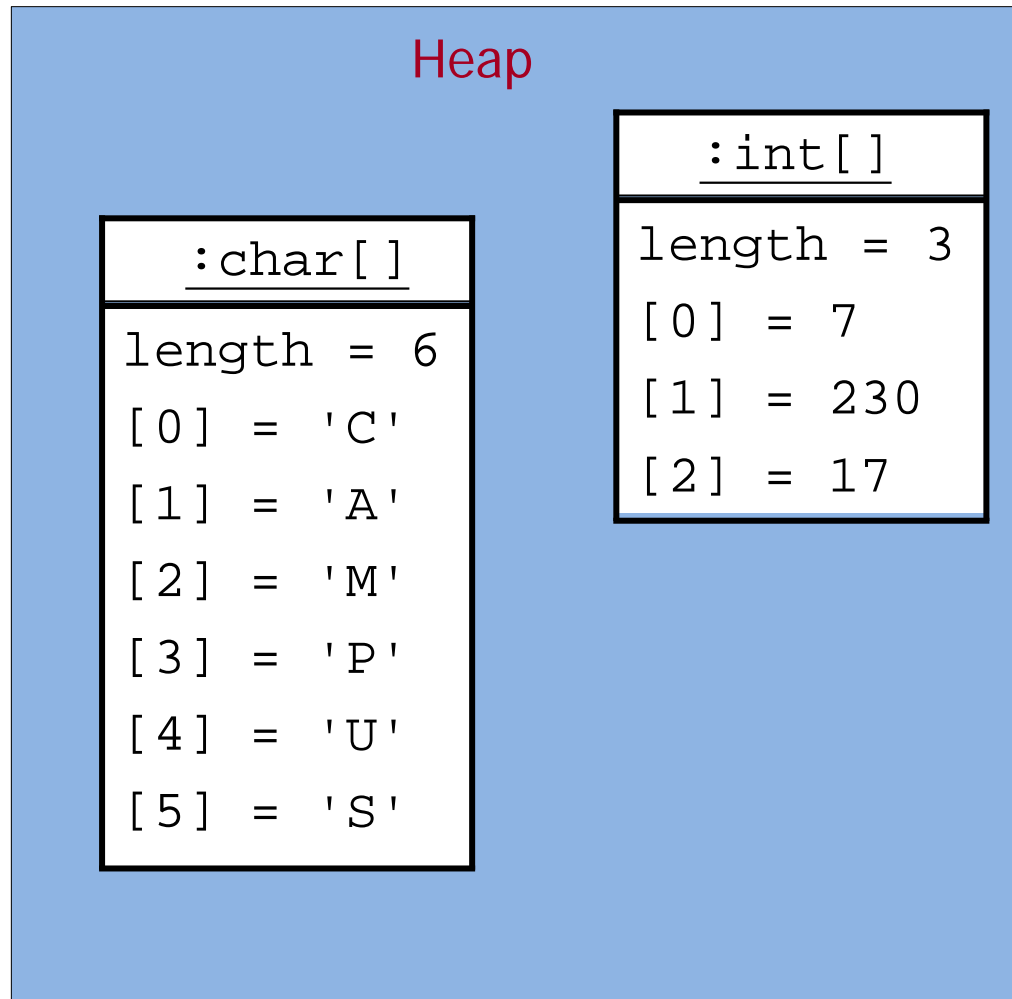 Heap
:char[]
length = 6
[0] = 'C'
[1] = 'A'
[2] = 'M'
[3] = 'P'
[4] = 'U'
[5] = 'S'
:int[]
length = 3
[0] = 7
[1] = 230
[2] = 17